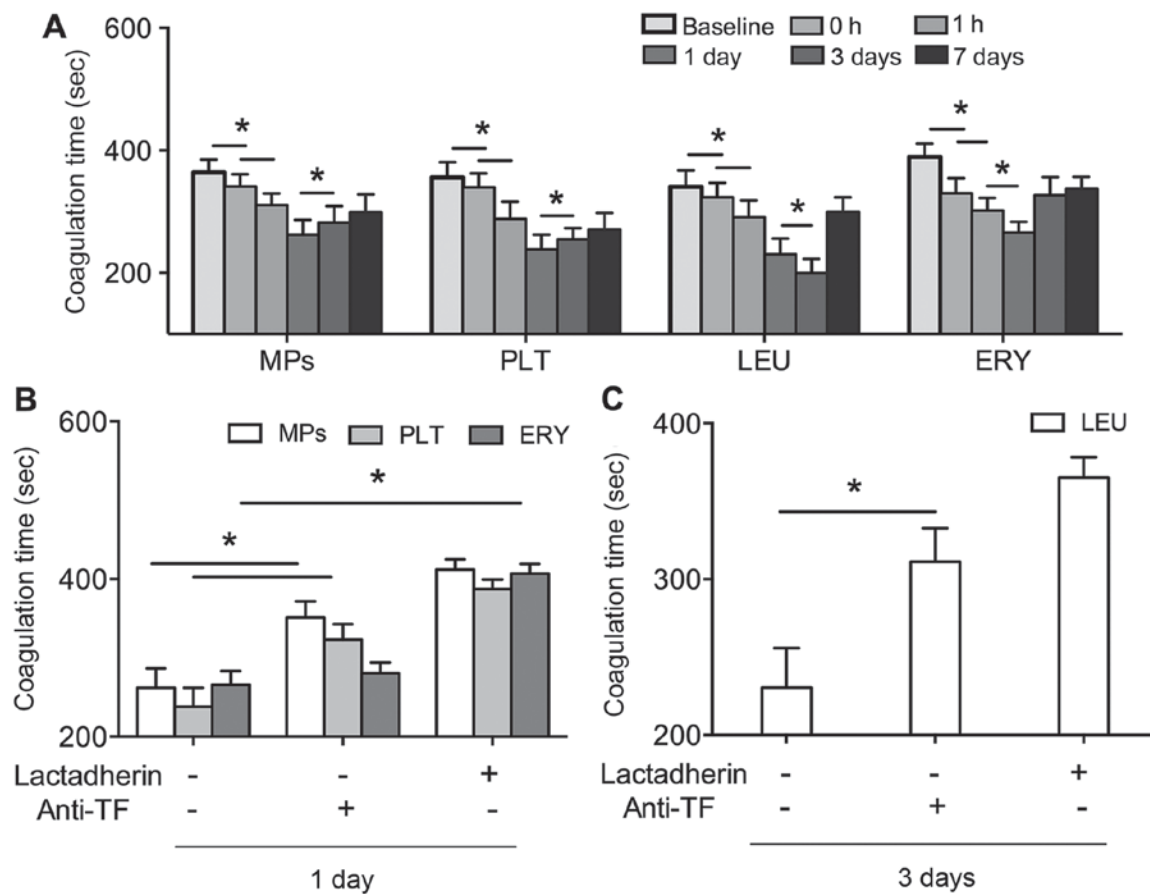 A
Coagulation time (sec)
600
400
200
Baseline 0 h 1 h
1 day 3 days 7 days
* * * * * * * *
MPs PLT LEU ERY
B
Coagulation time (sec)
600
400
200
MPs PLT ERY
*
*
Lactadherin - - +
Anti-TF - + -
1 day
C
Coagulation time (sec)
400
300
200
LEU
*
Lactadherin - - +
Anti-TF - + -
3 days